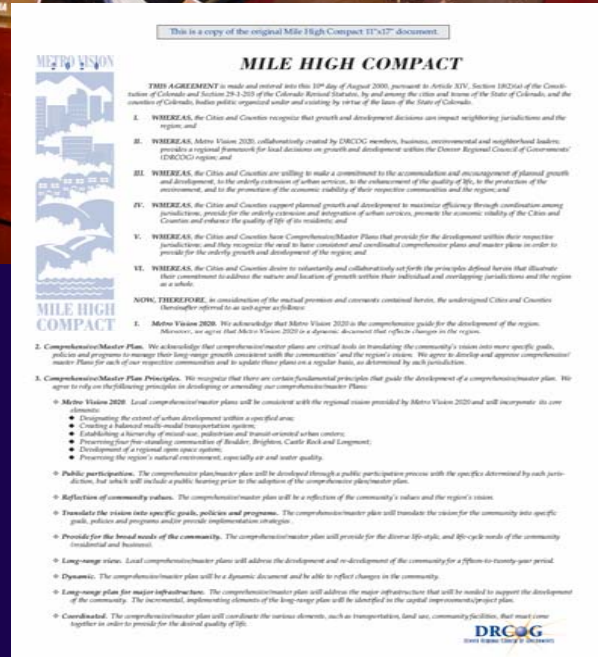 This is a copy of the original Mile High Compact 11"x17" document.
METRO VISION
2020
MILE HIGH COMPACT
THIS AGREEMENT is made and entered into this 10th day of August 2000, pursuant to Article XIV, Section 18(2)(a) of the Consti-
tution of Colorado and Section 29-1-203 of the Colorado Revised Statutes, by and among the cities and towns of the State of Colorado, and the
counties of Colorado, bodies politic organized under and existing by virtue of the laws of the State of Colorado.
I. WHEREAS, the Cities and Counties recognize that growth and development decisions can impact neighboring jurisdictions and the
region; and
II. WHEREAS, Metro Vision 2020, collaboratively created by DRCOG members, business, environmental and neighborhood leaders;
provides a regional framework for local decisions on growth and development within the Denver Regional Council of Governments'
(DRCOG) region; and
III. WHEREAS, the Cities and Counties are willing to make a commitment to the accommodation and encouragement of planned growth
and development, to the orderly extension of urban services, to the enhancement of the quality of life, to the protection of the
environment, and to the promotion of the economic viability of their respective communities and the region; and
IV. WHEREAS, the Cities and Counties support planned growth and development to maximize efficiency through coordination among
jurisdictions, provide for the orderly extension and integration of urban services, promote the economic vitality of the Cities and
Counties and enhance the quality of life of its residents; and
V. WHEREAS, the Cities and Counties have Comprehensive/Master Plans that provide for the development within their respective
jurisdictions; and they recognize the need to have consistent and coordinated comprehensive plans and master plans in order to
provide for the orderly growth and development of the region; and
VI. WHEREAS, the Cities and Counties desire to voluntarily and collaboratively set forth the principles defined herein that illustrate
their commitment to address the nature and location of growth within their individual and overlapping jurisdictions and the region
as a whole.
MILE HIGH
COMPACT
NOW, THEREFORE, in consideration of the mutual promises and covenants contained herein, the undersigned Cities and Counties
(hereinafter referred to as us) agree as follows:
1. Metro Vision 2020. We acknowledge that Metro Vision 2020 is the comprehensive guide for the development of the region.
Moreover, we agree that Metro Vision 2020 is a dynamic document that reflects changes in the region.
2. Comprehensive/Master Plan. We acknowledge that comprehensive/master plans are critical tools in translating the community's vision into more specific goals,
policies and programs to manage their long-range growth consistent with the communities' and the region's visions. We agree to develop and approve comprehensive/
master Plans for each of our respective communities and to update those plans on a regular basis, as determined by each jurisdiction.
3. Comprehensive/Master Plan Principles. We recognize that there are certain fundamental principles that guide the development of a comprehensive/master plan. We
agree to rely on the following principles in developing or amending our comprehensive/master Plans:
❖ Metro Vision 2020. Local comprehensive/master plans will be consistent with the regional vision provided by Metro Vision 2020 and will incorporate its core
elements:
◆ Designating the extent of urban development within a specified area;
◆ Creating a balanced multi-modal transportation system;
◆ Establishing a hierarchy of mixed-use, pedestrian and transit-oriented urban centers;
◆ Preserving four free-standing communities of Boulder, Brighton, Castle Rock and Longmont;
◆ Development of a regional open space system;
◆ Preserving the region's natural environment, especially air and water quality.
❖ Public participation. The comprehensive plan/master plan will be developed through a public participation process with the specifics determined by each juris-
diction, but which will include a public hearing prior to the adoption of the comprehensive plan/master plan.
❖ Reflection of community values. The comprehensive/master plan will be a reflection of the community's values and the region's vision.
❖ Translate the vision into specific goals, policies and programs. The comprehensive/master plan will translate the vision for the community into specific
goals, policies and programs and/or provide implementation strategies.
❖ Provide for the broad needs of the community. The comprehensive/master plan will provide for the diverse life-style, and life-cycle needs of the community
(residential and business).
❖ Long-range view. Local comprehensive/master plans will address the development and re-development of the community for a fifteen-to-twenty-year period.
❖ Dynamic. The comprehensive/master plan will be a dynamic document and be able to reflect changes in the community.
❖ Long-range plan for major infrastructure. The comprehensive/master plan will address the major infrastructure that will be needed to support the development
of the community. The incremental, implementing elements of the long-range plan will be identified in the capital improvements/project plan.
❖ Coordinated. The comprehensive/master plan will coordinate the various elements, such as transportation, land use, community facilities, that must come
together in order to provide for the desired quality of life.
DRCOG
Denver Regional Council of Governments